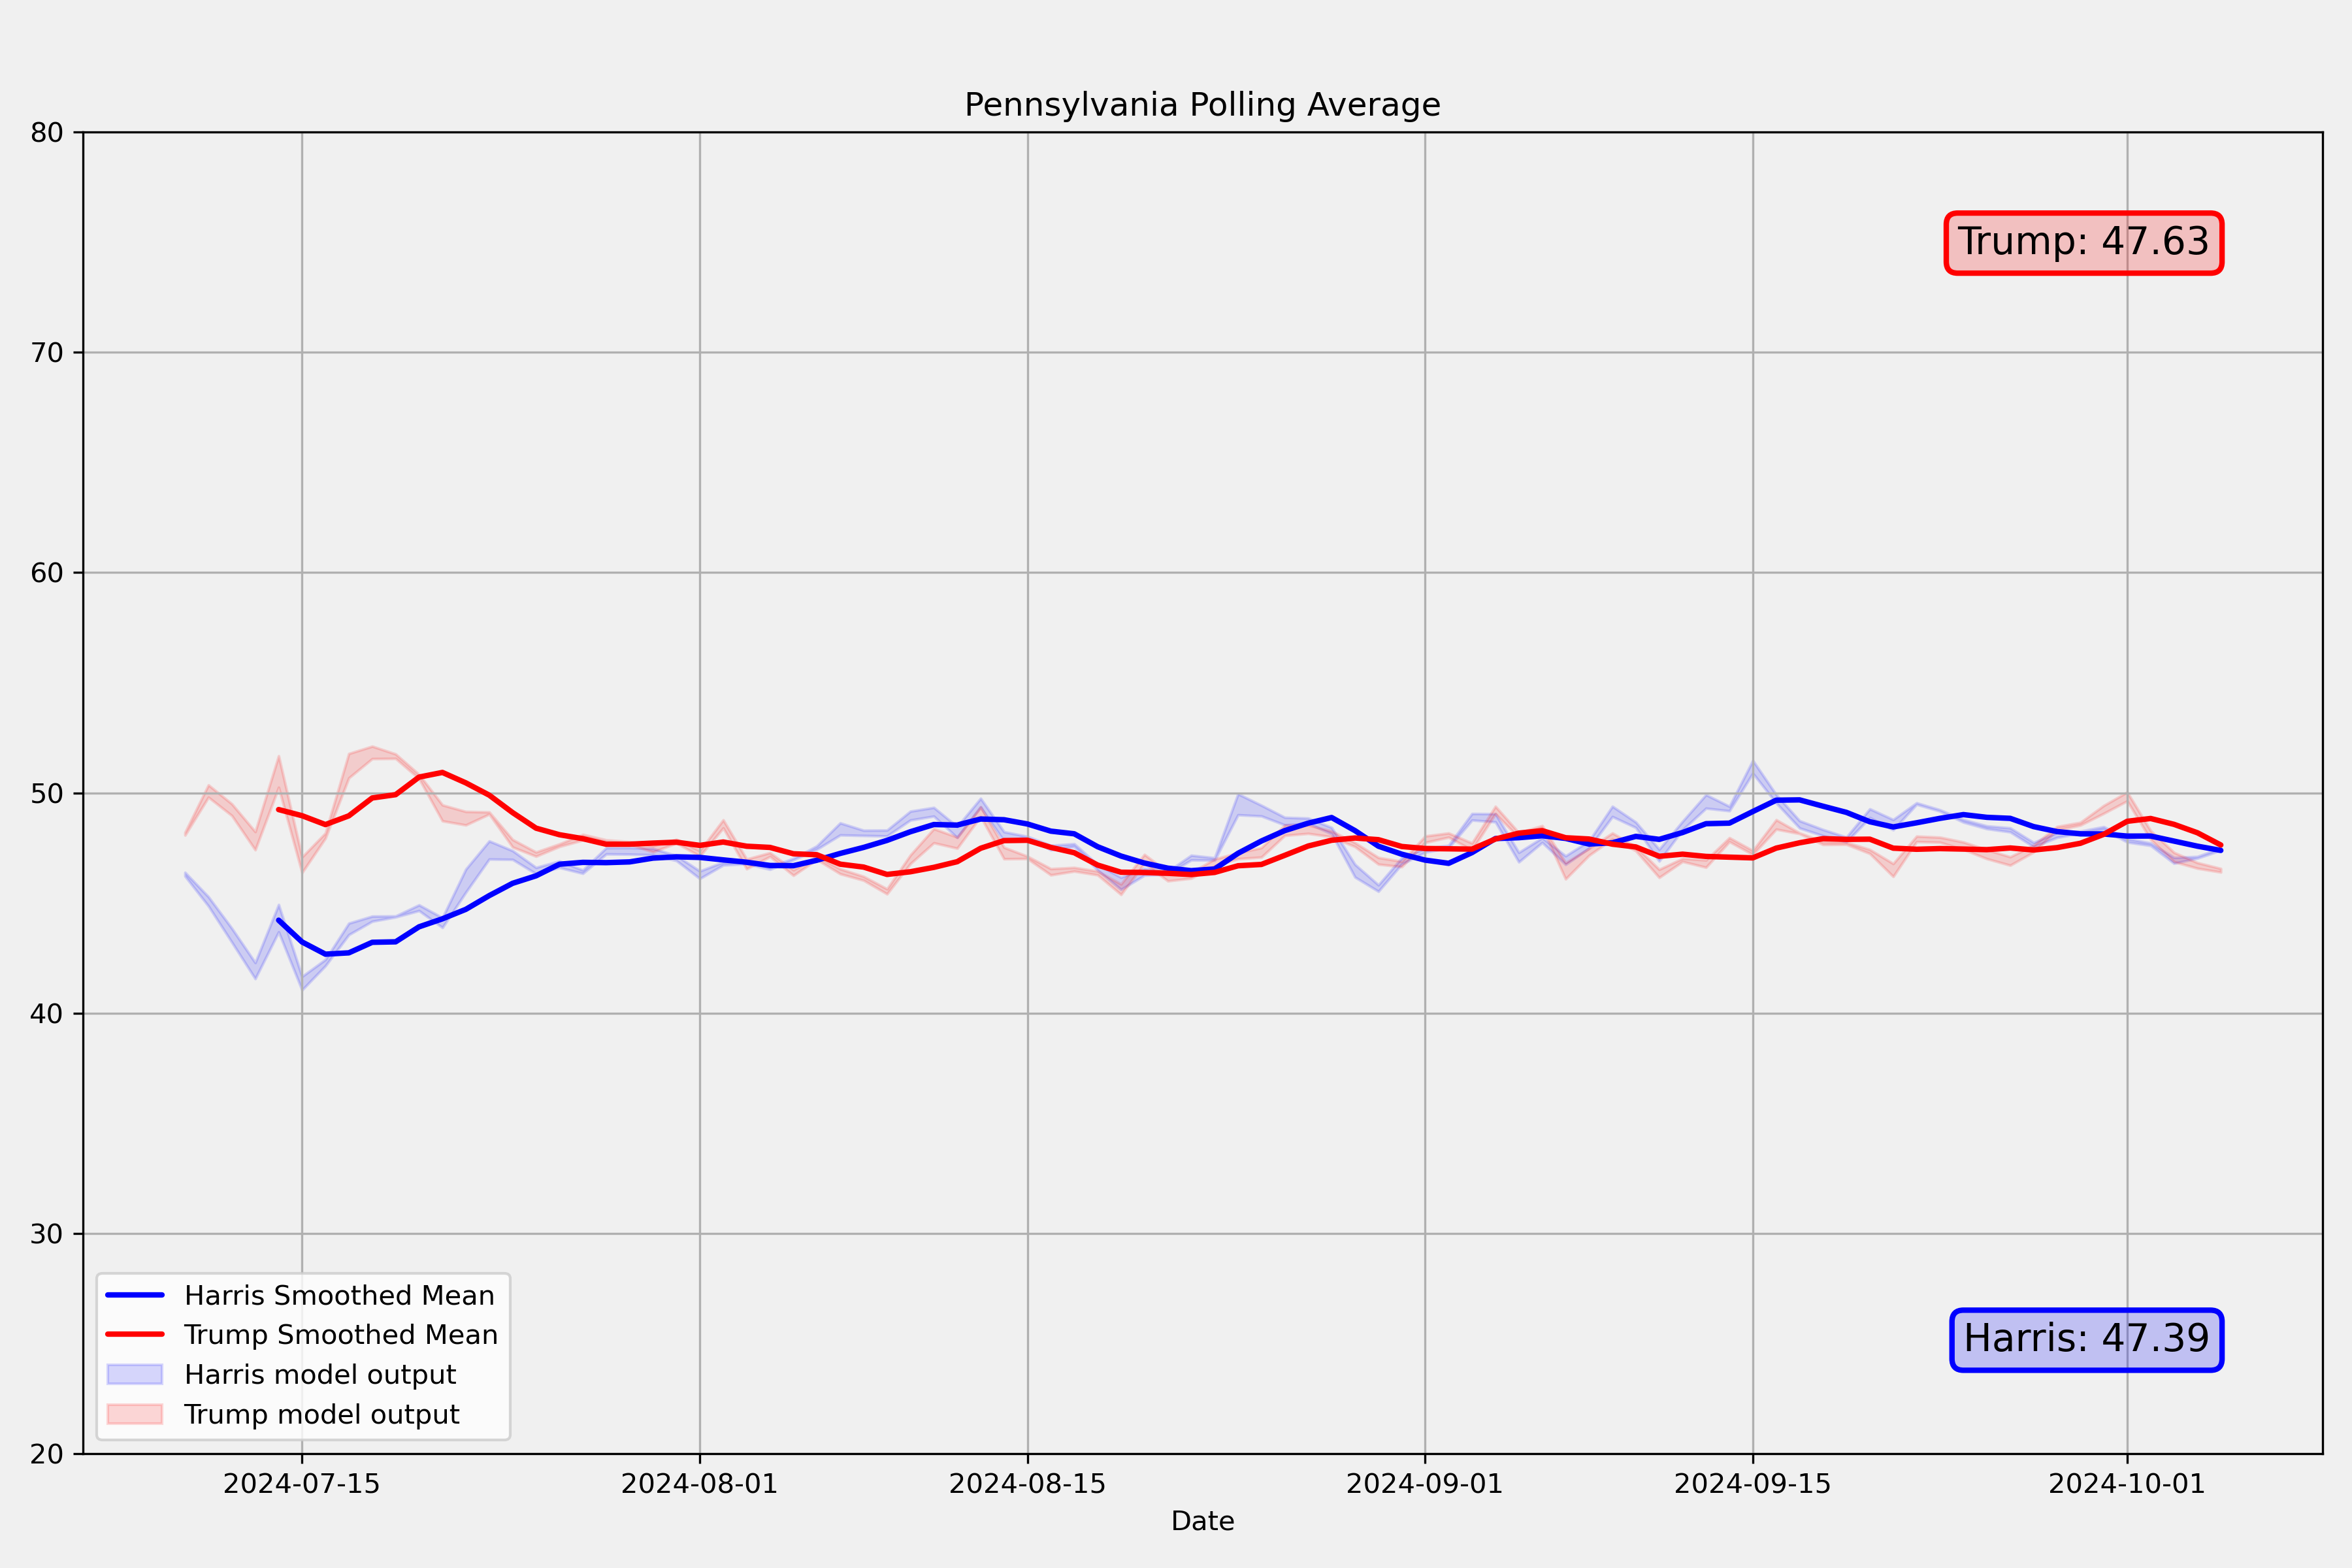 Pennsylvania Polling Average
80
70
60
50
40
30
20
Trump: 47.63
Harris: 47.39
Harris Smoothed Mean
Trump Smoothed Mean
Harris model output
Trump model output
2024-07-15 2024-08-01 2024-08-15 2024-09-01 2024-09-15 2024-10-01
Date